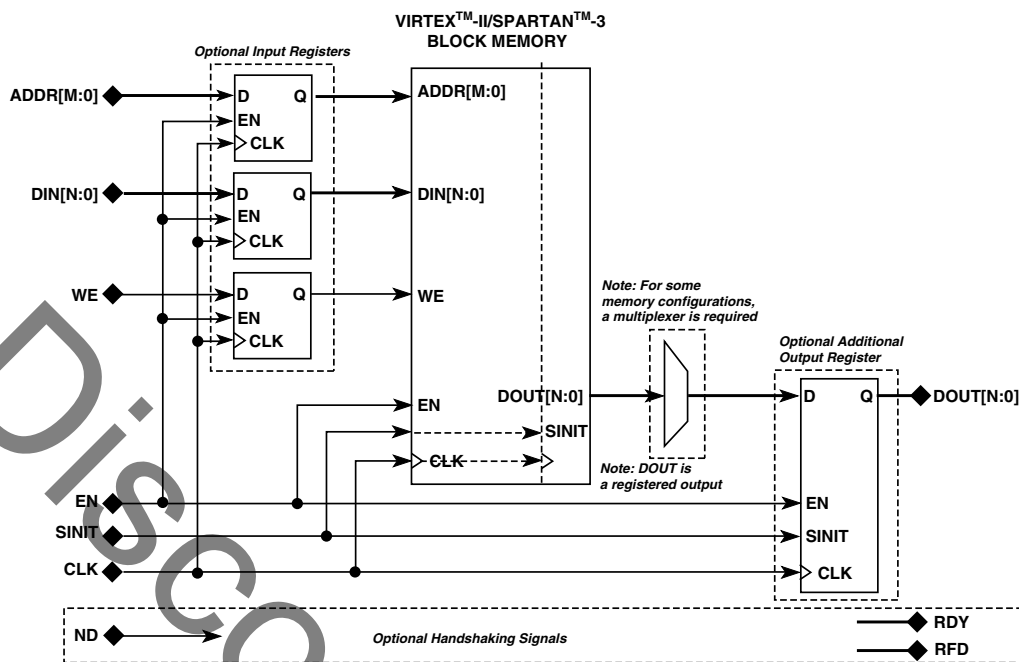 VIRTEX™-II/SPARTAN™-3
BLOCK MEMORY
Optional Input Registers
ADDR[M:0]
D Q
EN
CLK
ADDR[M:0]
DIN[N:0]
D Q
EN
CLK
DIN[N:0]
WE
D Q
EN
CLK
WE
Note: For some
memory configurations,
a multiplexer is required
Optional Additional
Output Register
EN
DOUT[N:0]
SINIT
CLK
Note: DOUT is
a registered output
D Q
DOUT[N:0]
EN
SINIT
CLK
EN
SINIT
CLK
ND
Optional Handshaking Signals
RDY
RFD